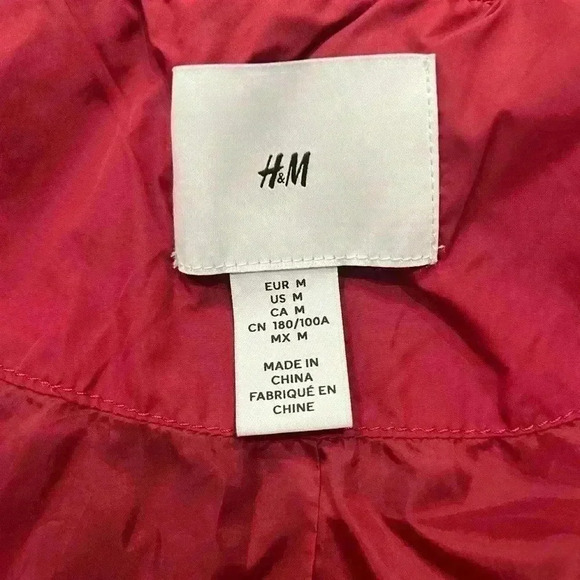 H&M
EUR M
US M
CA M
CN 180/100A
MX M
MADE IN
CHINA
FABRIQUÉ EN
CHINE